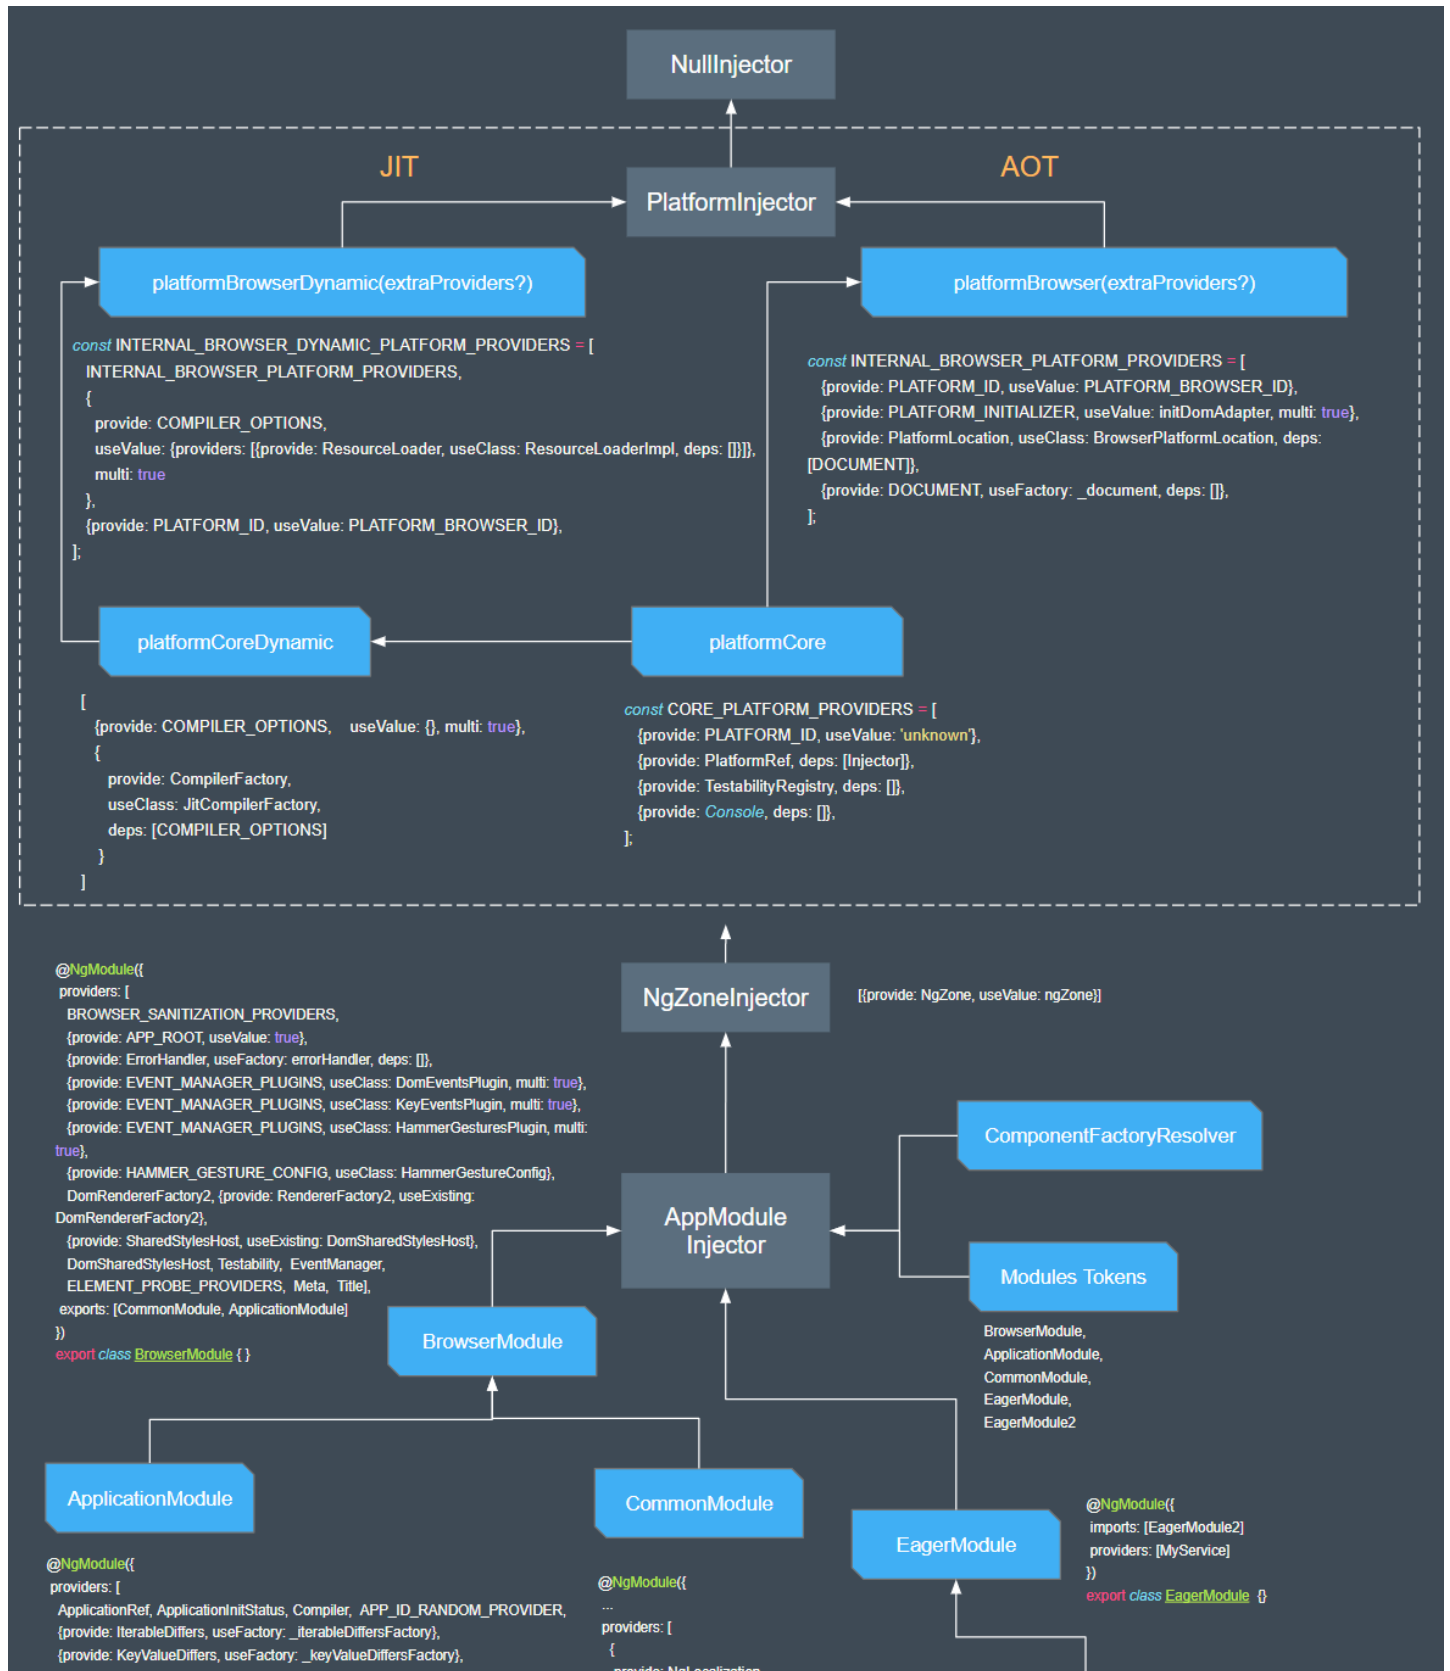 NullInjector
JIT
AOT
PlatformInjector
platformBrowserDynamic(extraProviders?)
platformBrowser(extraProviders?)
const INTERNAL_BROWSER_DYNAMIC_PLATFORM_PROVIDERS = [
INTERNAL_BROWSER_PLATFORM_PROVIDERS,
{
provide: COMPILER_OPTIONS,
useValue: {providers: [{provide: ResourceLoader, useClass: ResourceLoaderImpl, deps: []}]},
multi: true
},
{provide: PLATFORM_ID, useValue: PLATFORM_BROWSER_ID},
];
const INTERNAL_BROWSER_PLATFORM_PROVIDERS = [
{provide: PLATFORM_ID, useValue: PLATFORM_BROWSER_ID},
{provide: PLATFORM_INITIALIZER, useValue: initDomAdapter, multi: true},
{provide: PlatformLocation, useClass: BrowserPlatformLocation, deps:
[DOCUMENT]},
{provide: DOCUMENT, useFactory: _document, deps: []},
];
platformCoreDynamic
platformCore
[
{provide: COMPILER_OPTIONS, useValue: {}, multi: true},
{
provide: CompilerFactory,
useClass: JitCompilerFactory,
deps: [COMPILER_OPTIONS]
}
]
const CORE_PLATFORM_PROVIDERS = [
{provide: PLATFORM_ID, useValue: 'unknown'},
{provide: PlatformRef, deps: [Injector]},
{provide: TestabilityRegistry, deps: []},
{provide: Console, deps: []},
];
NgZoneInjector
[{provide: NgZone, useValue: ngZone}]
@NgModule({
providers: [
BROWSER_SANITIZATION_PROVIDERS,
{provide: APP_ROOT, useValue: true},
{provide: ErrorHandler, useFactory: errorHandler, deps: []},
{provide: EVENT_MANAGER_PLUGINS, useClass: DomEventsPlugin, multi: true},
{provide: EVENT_MANAGER_PLUGINS, useClass: KeyEventsPlugin, multi: true},
{provide: EVENT_MANAGER_PLUGINS, useClass: HammerGesturesPlugin, multi:
true},
{provide: HAMMER_GESTURE_CONFIG, useClass: HammerGestureConfig},
DomRendererFactory2, {provide: RendererFactory2, useExisting:
DomRendererFactory2},
{provide: SharedStylesHost, useExisting: DomSharedStylesHost},
DomSharedStylesHost, Testability, EventManager,
ELEMENT_PROBE_PROVIDERS, Meta, Title],
exports: [CommonModule, ApplicationModule]
})
export class BrowserModule { }
ComponentFactoryResolver
AppModule
Injector
Modules Tokens
BrowserModule,
ApplicationModule,
CommonModule,
EagerModule,
EagerModule2
BrowserModule
ApplicationModule
CommonModule
EagerModule
@NgModule({
imports: [EagerModule2]
providers: [MyService]
})
export class EagerModule {}
@NgModule({
providers: [
ApplicationRef, ApplicationInitStatus, Compiler, APP_ID_RANDOM_PROVIDER,
{provide: IterableDiffers, useFactory: _iterableDiffersFactory},
{provide: KeyValueDiffers, useFactory: _keyValueDiffersFactory},
@NgModule({
...
providers: [
{
provide: NgLocalization,